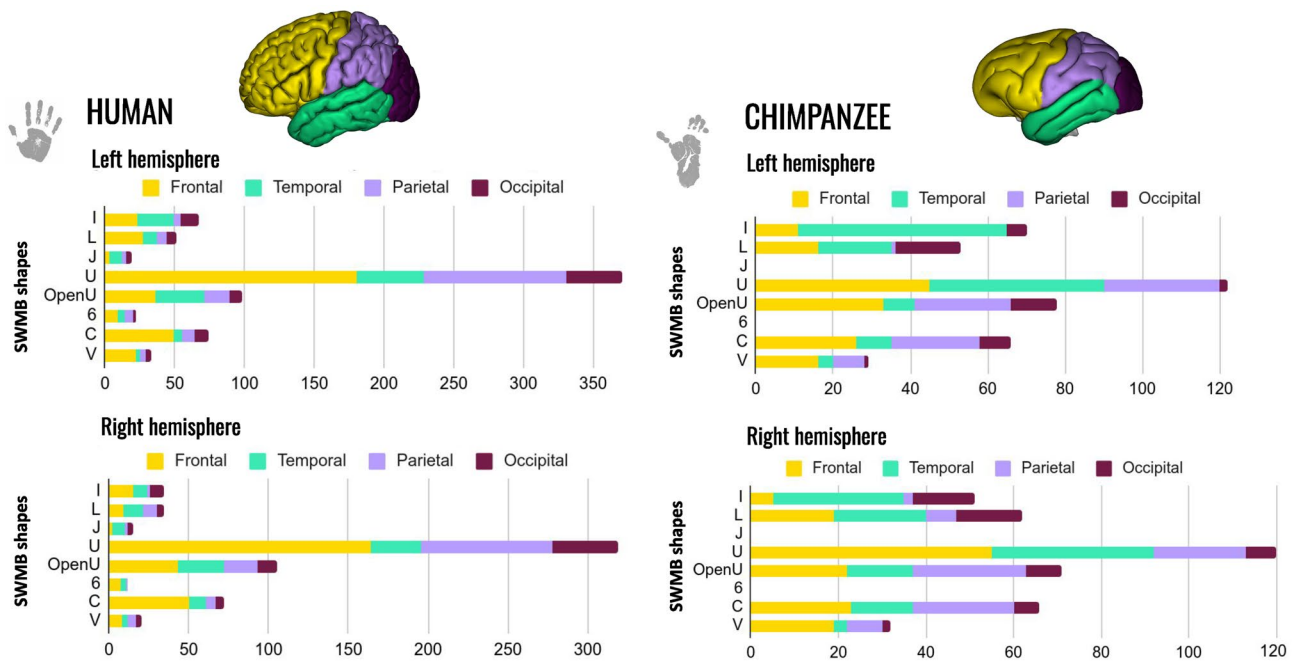 HUMAN
Left hemisphere
Frontal Temporal Parietal Occipital
SWMB shapes
I
L
J
U
OpenU
6
C
V
0 50 100 150 200 250 300 350
Right hemisphere
Frontal Temporal Parietal Occipital
SWMB shapes
I
L
J
U
OpenU
6
C
V
0 50 100 150 200 250 300
CHIMPANZEE
Left hemisphere
Frontal Temporal Parietal Occipital
SWMB shapes
I
L
J
U
OpenU
6
C
V
0 20 40 60 80 100 120
Right hemisphere
Frontal Temporal Parietal Occipital
SWMB shapes
I
L
J
U
OpenU
6
C
V
0 20 40 60 80 100 120